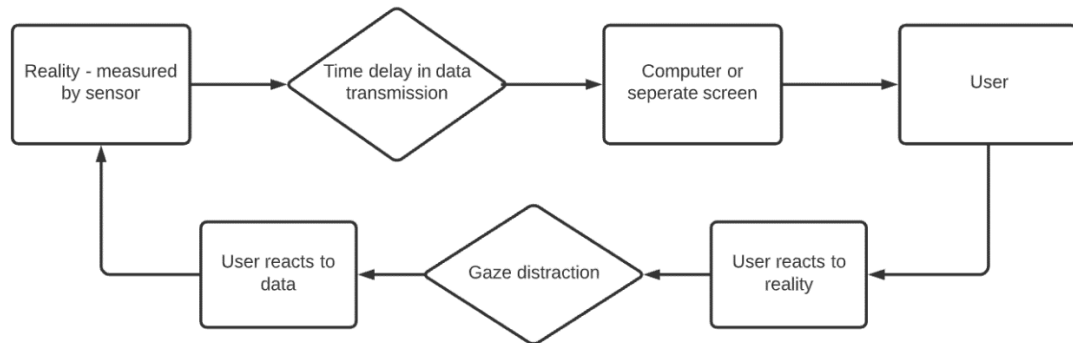 Reality - measured
by sensor
Time delay in data
transmission
Computer or
seperate screen
User
User reacts to
reality
Gaze distraction
User reacts to
data